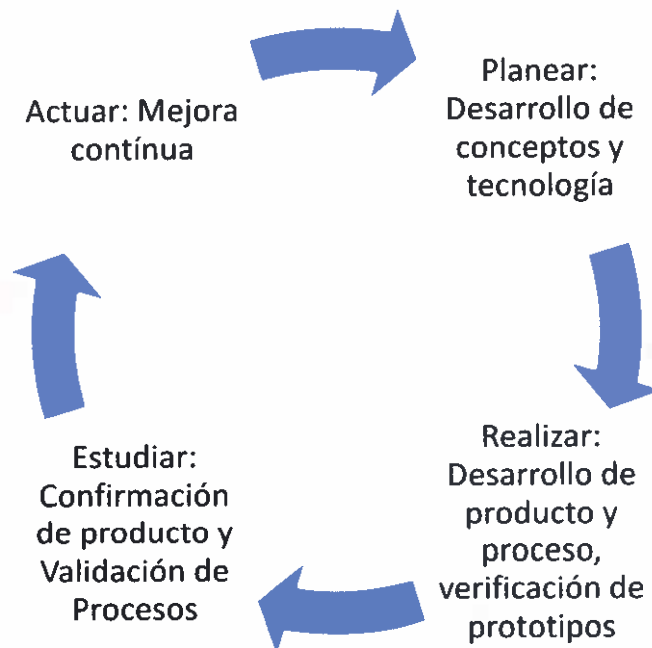 Actuar: Mejora
contínua
Planear:
Desarrollo de
conceptos y
tecnología
Realizar:
Desarrollo de
producto y
proceso,
verificación de
prototipos
Estudiar:
Confirmación
de producto y
Validación de
Procesos